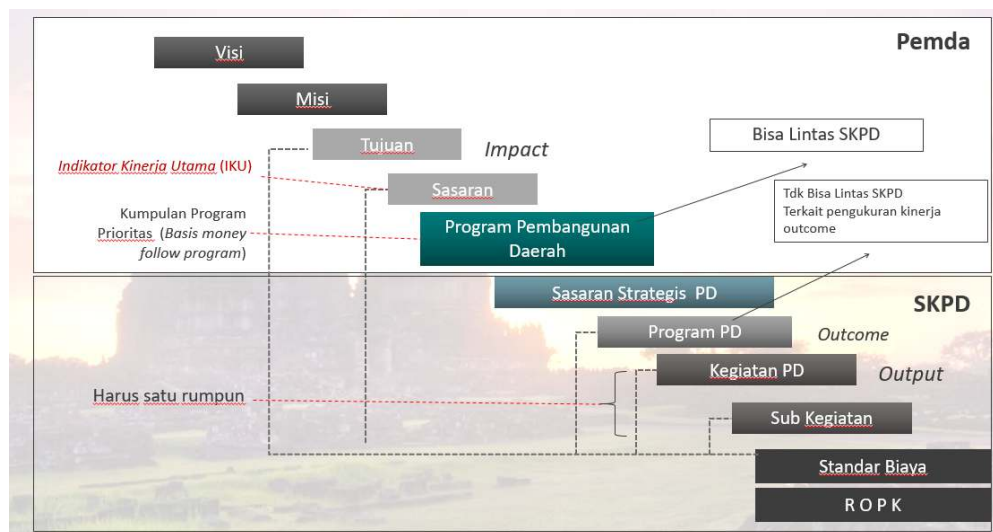 Pemda
Visi
Misi
Tujuan
Impact
Bisa Lintas SKPD
Indikator Kinerja Utama (IKU)
Sasaran
Tdk Bisa Lintas SKPD
Terkait pengukuran kinerja
outcome
Kumpulan Program
Prioritas (Basis money
follow program)
Program Pembangunan
Daerah
Sasaran Strategis PD
SKPD
Program PD
Outcome
Kegiatan PD
Output
Harus satu rumpun
Sub Kegiatan
Standar Biaya
R O P K